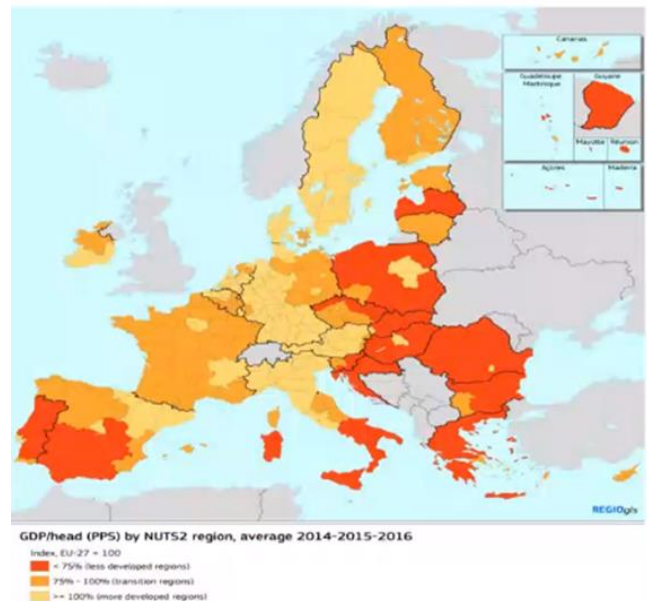 Canarias
Guadeloupe
Martinique
Guyane
Mayotte
Réunion
Açores
Madeira
REGIOgis
GDP/head (PPS) by NUTS2 region, average 2014-2015-2016
Index, EU-27 = 100
< 75% (less developed regions)
75% - 100% (transition regions)
>= 100% (more developed regions)